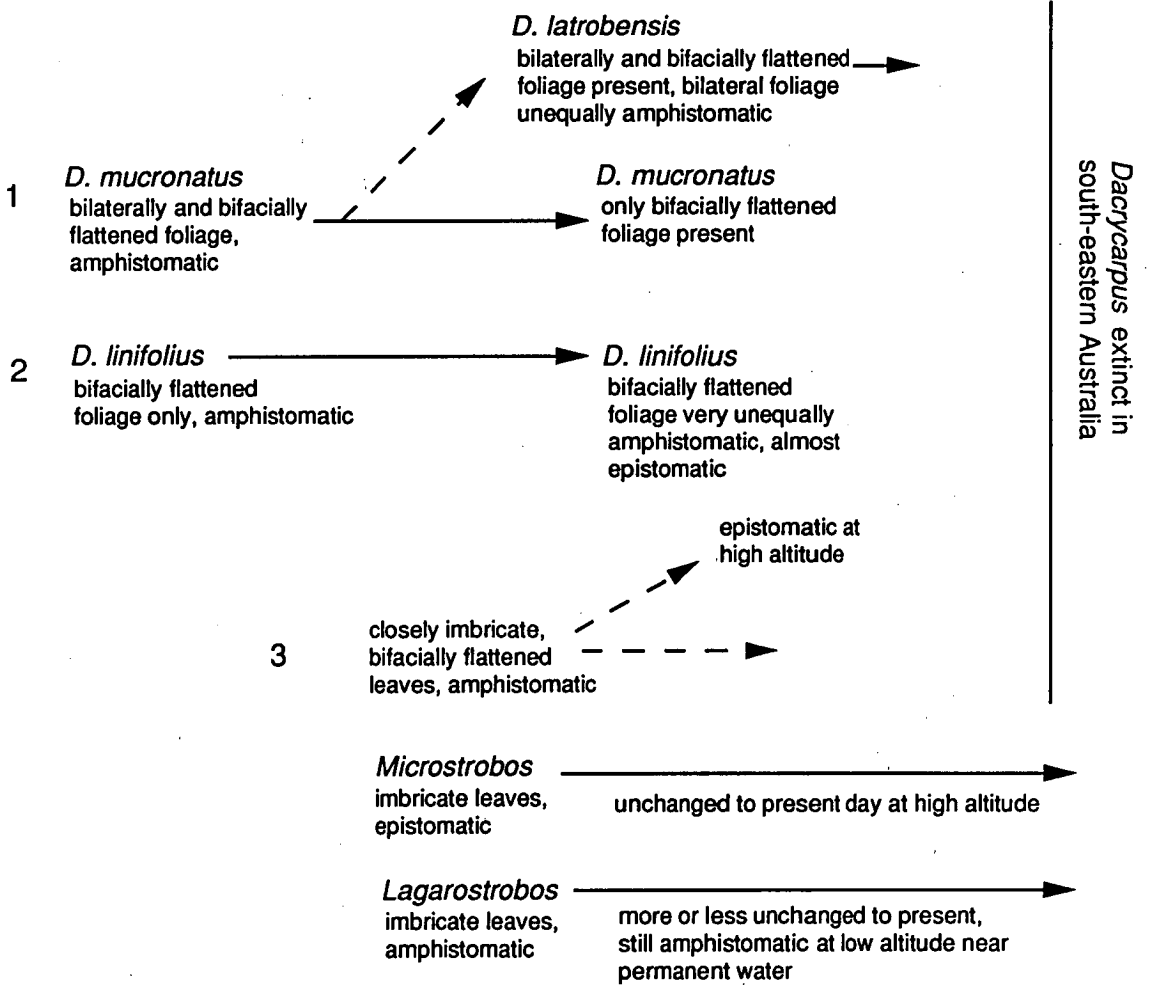 D. latrobensis
bilaterally and bifacially flattened
foliage present, bilateral foliage
unequally amphistomatic
1
D. mucronatus
bilaterally and bifacially
flattened foliage,
amphistomatic
D. mucronatus
only bifacially flattened
foliage present
2
D. linifolius
bifacially flattened
foliage only, amphistomatic
D. linifolius
bifacially flattened
foliage very unequally
amphistomatic, almost
epistomatic
epistomatic at
high altitude
3
closely imbricate,
bifacially flattened
leaves, amphistomatic
Microstrobos
imbricate leaves,
epistomatic
unchanged to present day at high altitude
Lagarostrobos
imbricate leaves,
amphistomatic
more or less unchanged to present,
still amphistomatic at low altitude near
permanent water
Dacrycarpus extinct in
south-eastern Australia